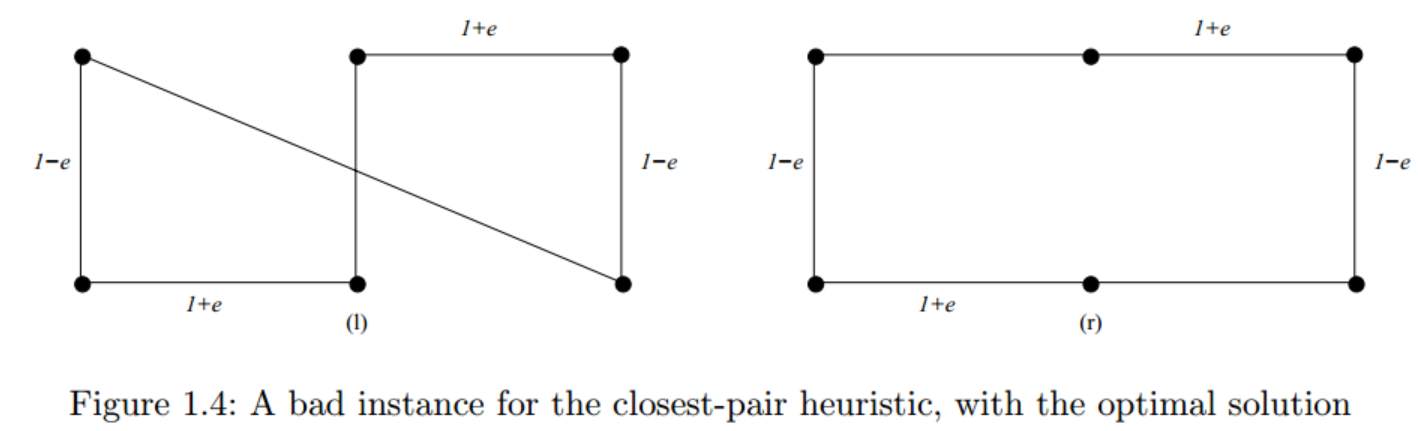 1+e
1+e
1−e
1−e
1−e
1−e
1+e
1+e
(l)
(r)
Figure 1.4: A bad instance for the closest-pair heuristic, with the optimal solution